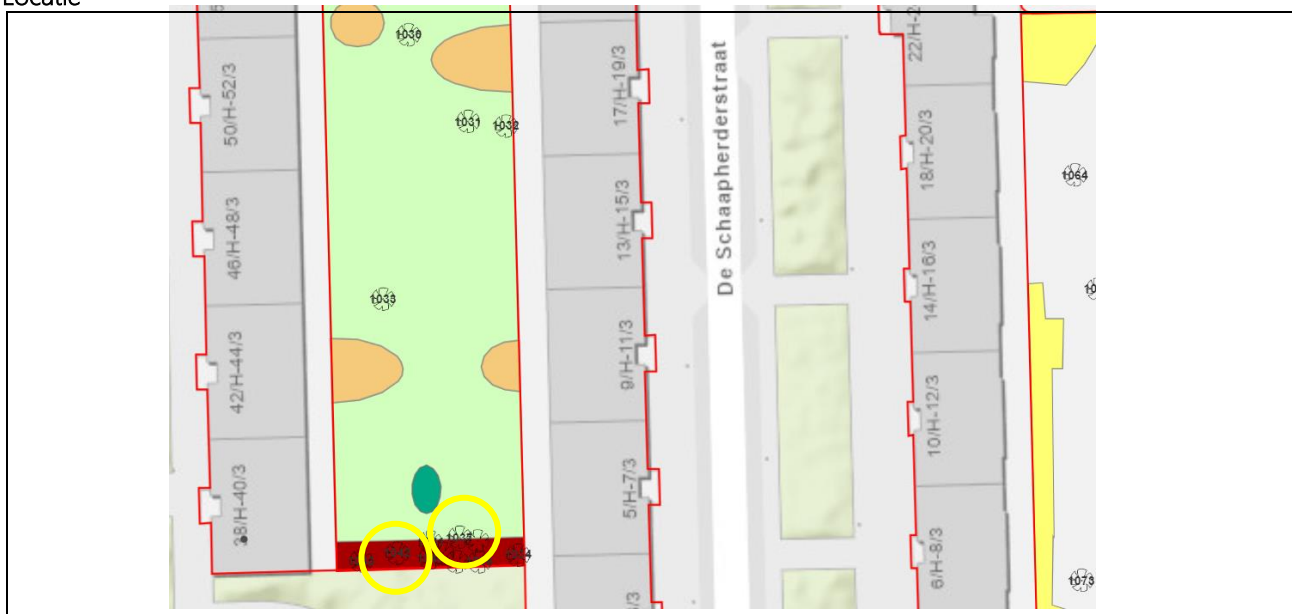 Locatie
50/H-52/3
46/H-48/3
42/H-44/3
38/H-40/3
1030
1031
1032
1033
17/H-19/3
13/H-15/3
9/H-11/3
5/H-7/3
De Schaapherderstraat
18/H-20/3
14/H-16/3
10/H-12/3
6/H-8/3
1064
1073